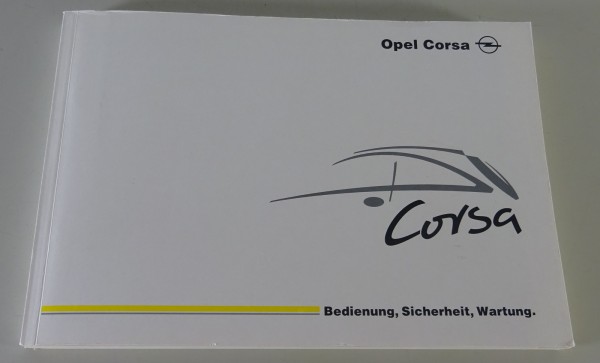 Opel Corsa
Corsa
Bedienung, Sicherheit, Wartung.